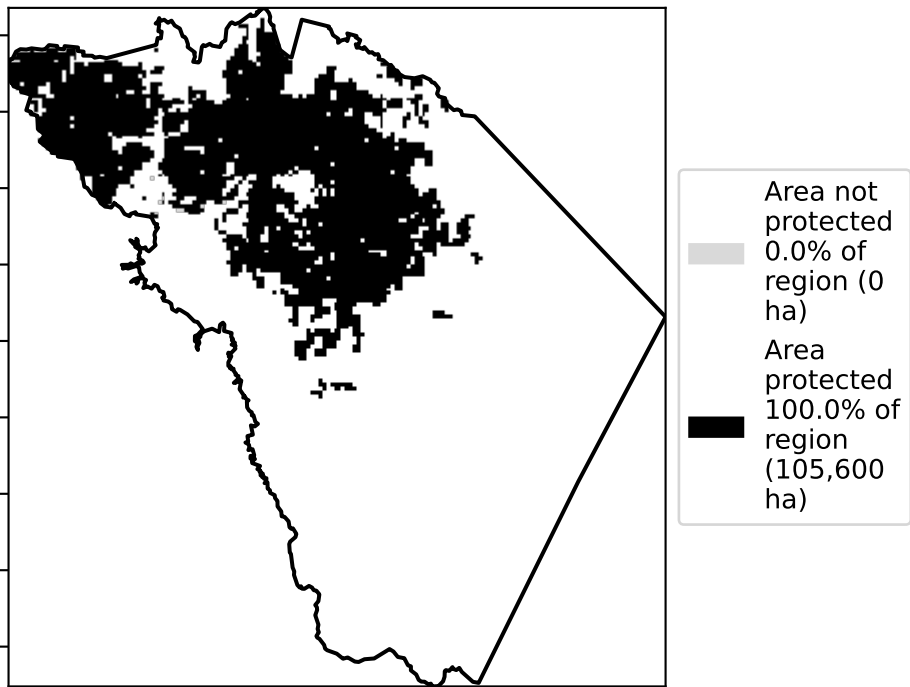 Area not
protected
0.0% of
region (0
ha)
Area
protected
100.0% of
region
(105,600
ha)